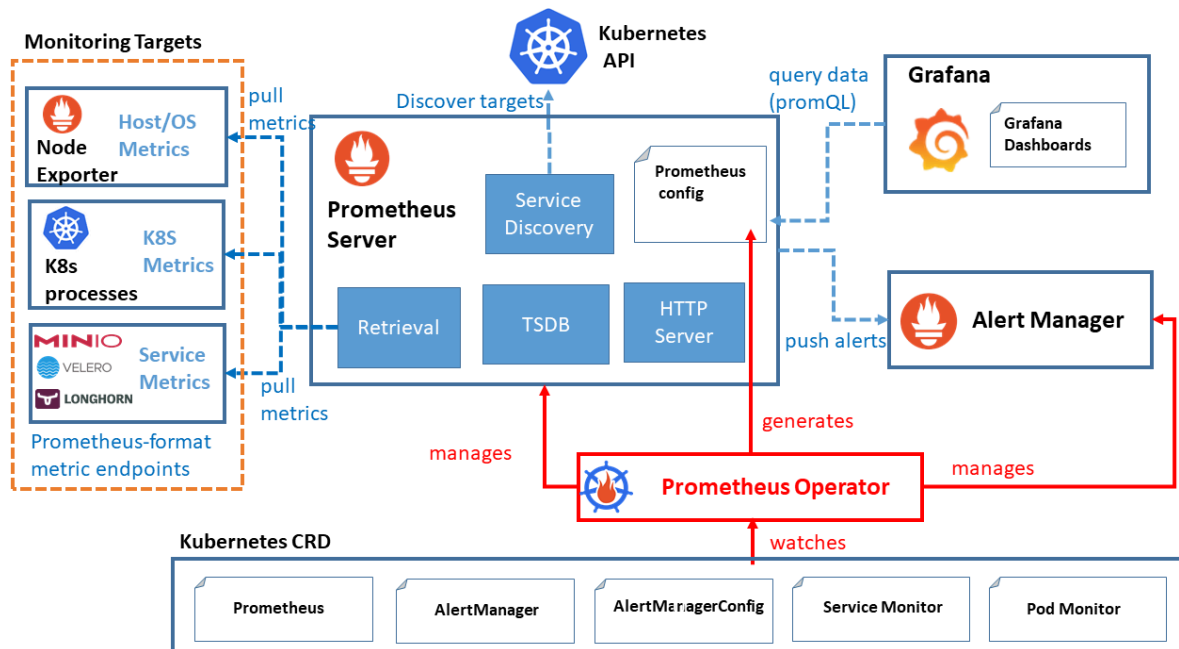 Monitoring Targets
Node
Exporter
Host/OS
Metrics
K8s
processes
K8S
Metrics
MINIO
VELERO
LONGHORN
Service
Metrics
Prometheus-format
metric endpoints
pull
metrics
pull
metrics
Kubernetes
API
Discover targets
Prometheus
Server
Service
Discovery
Prometheus
config
Retrieval
TSDB
HTTP
Server
query data
(promQL)
Grafana
Grafana
Dashboards
push alerts
Alert Manager
manages
generates
manages
Prometheus Operator
watches
Kubernetes CRD
Prometheus
AlertManager
AlertManagerConfig
Service Monitor
Pod Monitor